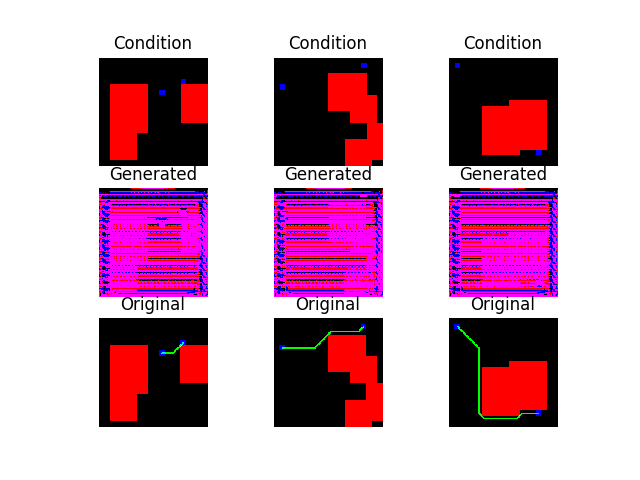 Condition
Condition
Condition
Generated
Generated
Generated
Original
Original
Original